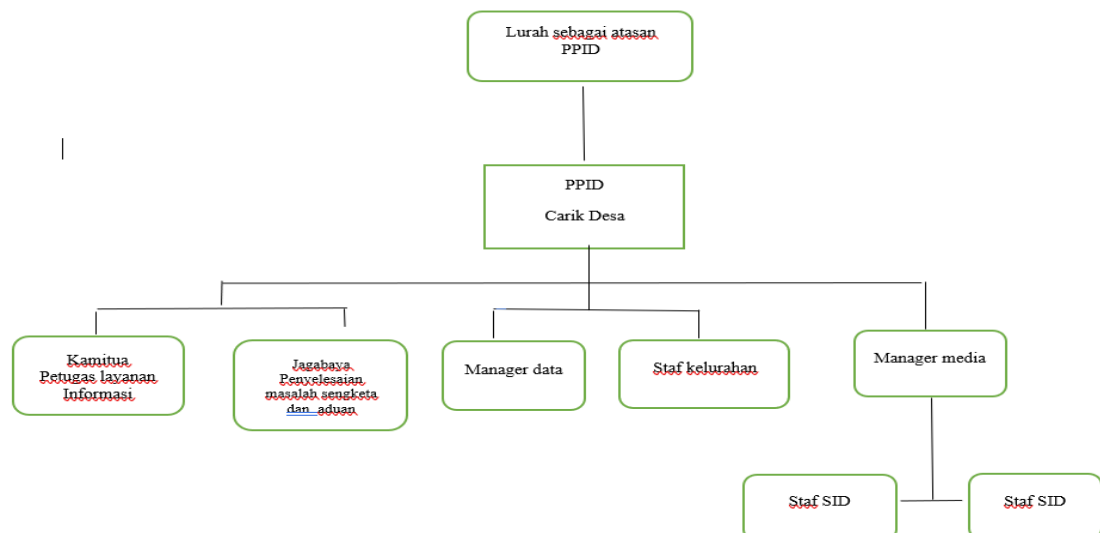 Lurah sebagai atasan
PPID
PPID
Carik Desa
Kamitua
Petugas layanan
Informasi
Jagabaya
Penyelesaian
masalah sengketa
dan aduan
Manager data
Staf kelurahan
Manager media
Staf SID
Staf SID